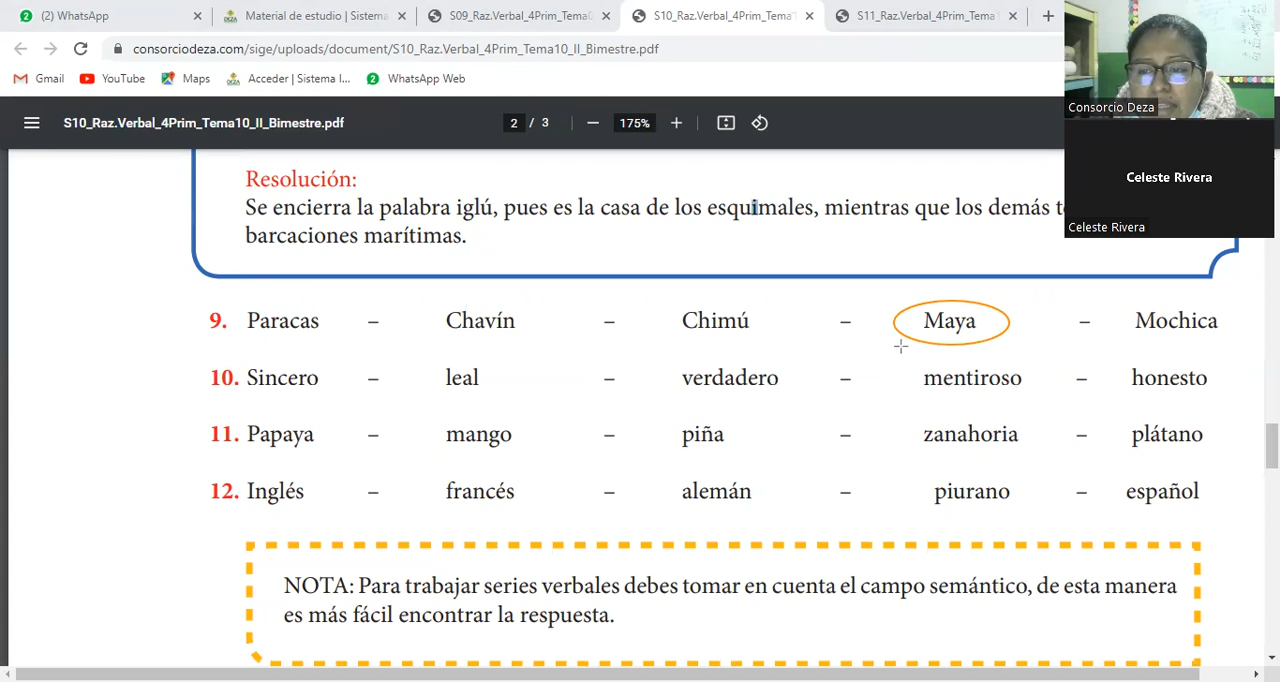 (2) WhatsApp
Material de estudio | Sistema
S09_Raz.Verbal_4Prim_Tema
S10_Raz.Verbal_4Prim_Tema
S11_Raz.Verbal_4Prim_Tema
consorciodeza.com/sige/uploads/document/S10_Raz.Verbal_4Prim_Tema10_II_Bimestre.pdf
Gmail YouTube Maps Acceder | Sistema I... WhatsApp Web
S10_Raz.Verbal_4Prim_Tema10_II_Bimestre.pdf 2 / 3 175%
Consorcio Deza
Celeste Rivera
Celeste Rivera
Resolución:
Se encierra la palabra iglú, pues es la casa de los esquimales, mientras que los demás
barcaciones marítimas.
9. Paracas – Chavín – Chimú – Maya – Mochica
10. Sincero – leal – verdadero – mentiroso – honesto
11. Papaya – mango – piña – zanahoria – plátano
12. Inglés – francés – alemán – piurano – español
NOTA: Para trabajar series verbales debes tomar en cuenta el campo semántico, de esta manera
es más fácil encontrar la respuesta.